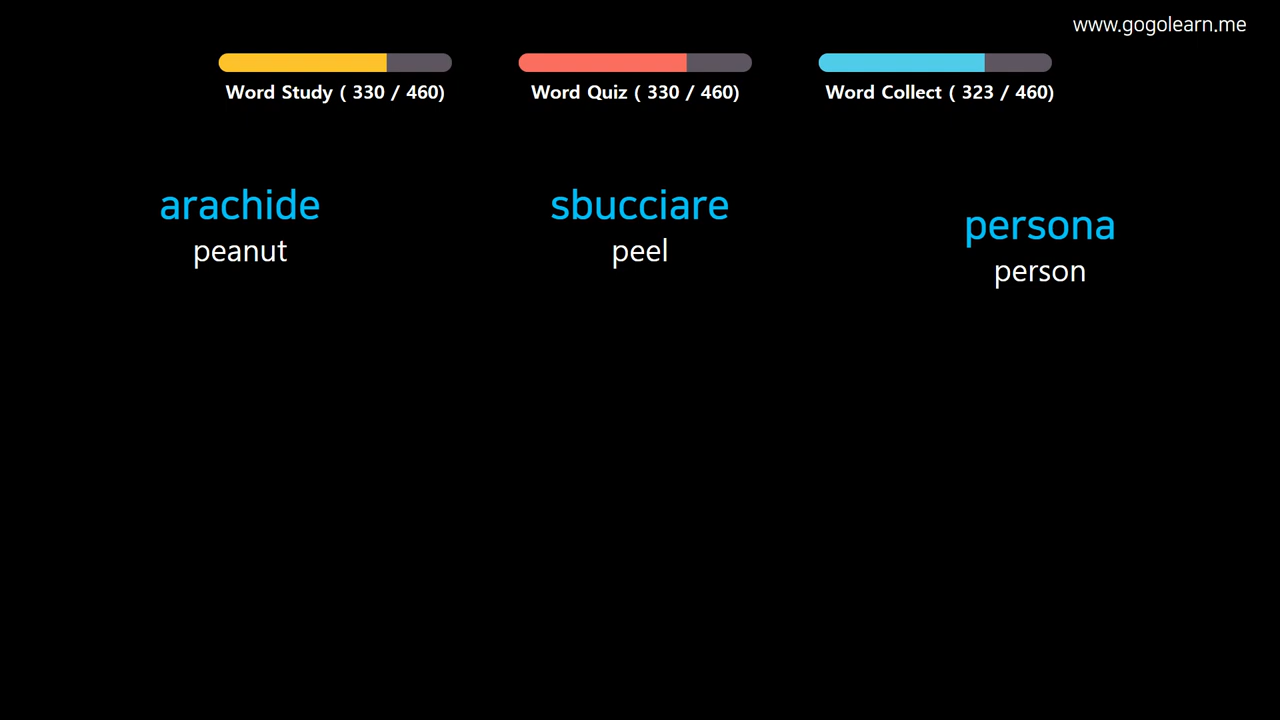 www.gogolearn.me
Word Study ( 330 / 460)
Word Quiz ( 330 / 460)
Word Collect ( 323 / 460)
arachide
peanut
sbucciare
peel
persona
person